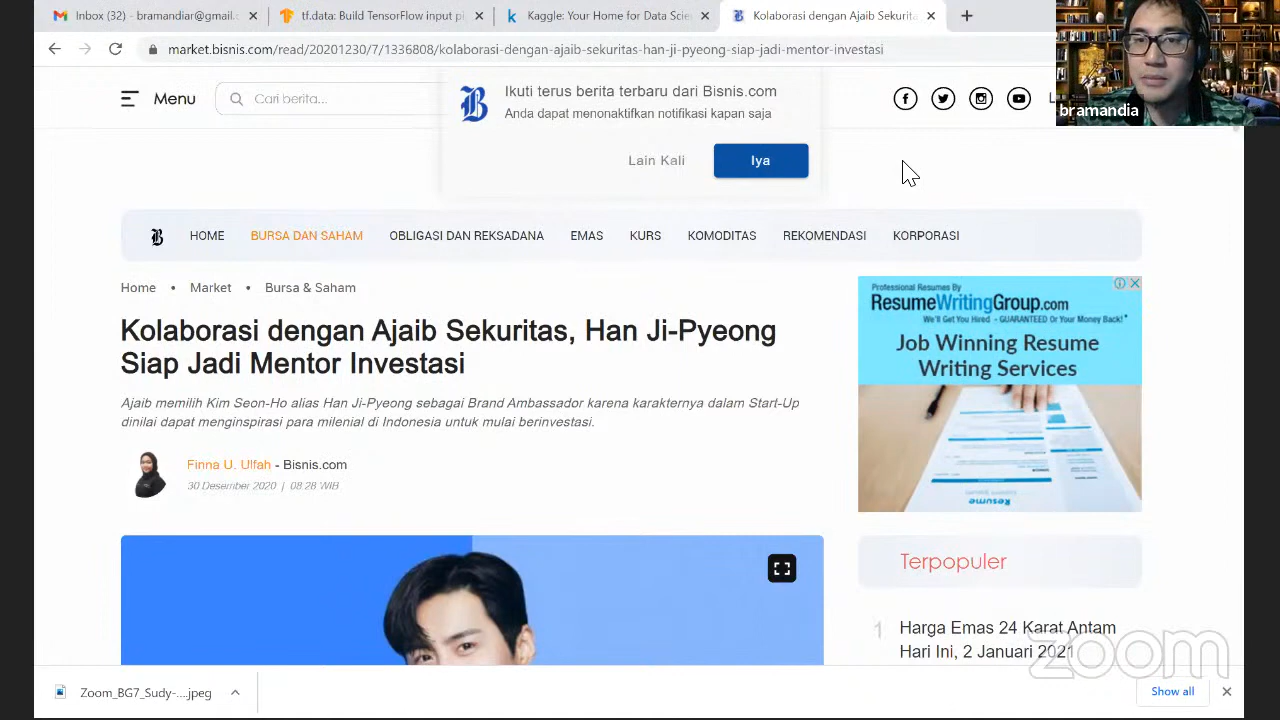 Inbox (32) - bramandiar@gmail.c
tf.data: Build TensorFlow input pi
Kaggle: Your Home for Data Scie
Kolaborasi dengan Ajaib Sekurita
market.bisnis.com/read/20201230/7/1336808/kolaborasi-dengan-ajaib-sekuritas-han-ji-pyeong-siap-jadi-mentor-investasi
bramandia
Menu
Cari berita...
Ikuti terus berita terbaru dari Bisnis.com
Anda dapat menonaktifkan notifikasi kapan saja
Lain Kali
Iya
HOME
BURSA DAN SAHAM
OBLIGASI DAN REKSADANA
EMAS
KURS
KOMODITAS
REKOMENDASI
KORPORASI
Home • Market • Bursa & Saham
Kolaborasi dengan Ajaib Sekuritas, Han Ji-Pyeong
Siap Jadi Mentor Investasi
Ajaib memilih Kim Seon-Ho alias Han Ji-Pyeong sebagai Brand Ambassador karena karakternya dalam Start-Up
dinilai dapat menginspirasi para milenial di Indonesia untuk mulai berinvestasi.
Finna U. Ulfah - Bisnis.com
30 Desember 2020 | 08:28 WIB
Professional Resumes By
ResumeWritingGroup.com
We'll Get You Hired - GUARANTEED Or Your Money Back!*
Job Winning Resume
Writing Services
Resume
Terpopuler
1
Harga Emas 24 Karat Antam
Hari Ini, 2 Januari 2021
zoom
Zoom_BG7_Sudy-....jpeg
Show all